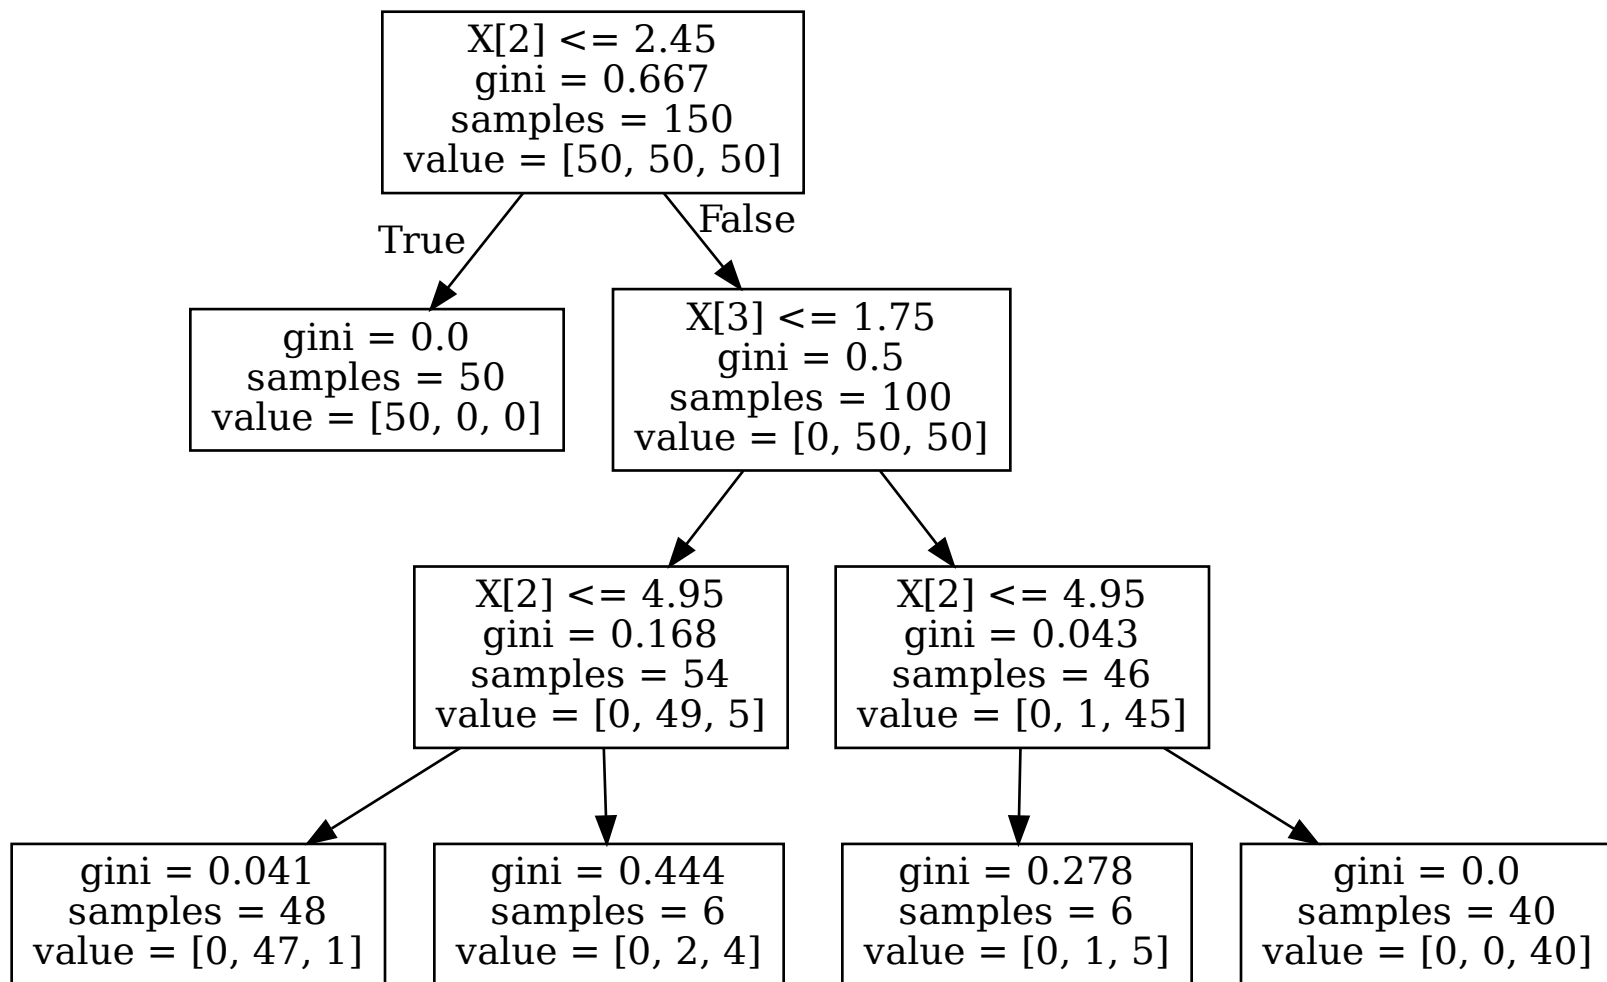 X[2] <= 2.45
gini = 0.667
samples = 150
value = [50, 50, 50]
True
False
gini = 0.0
samples = 50
value = [50, 0, 0]
X[3] <= 1.75
gini = 0.5
samples = 100
value = [0, 50, 50]
X[2] <= 4.95
gini = 0.168
samples = 54
value = [0, 49, 5]
X[2] <= 4.95
gini = 0.043
samples = 46
value = [0, 1, 45]
gini = 0.041
samples = 48
value = [0, 47, 1]
gini = 0.444
samples = 6
value = [0, 2, 4]
gini = 0.278
samples = 6
value = [0, 1, 5]
gini = 0.0
samples = 40
value = [0, 0, 40]